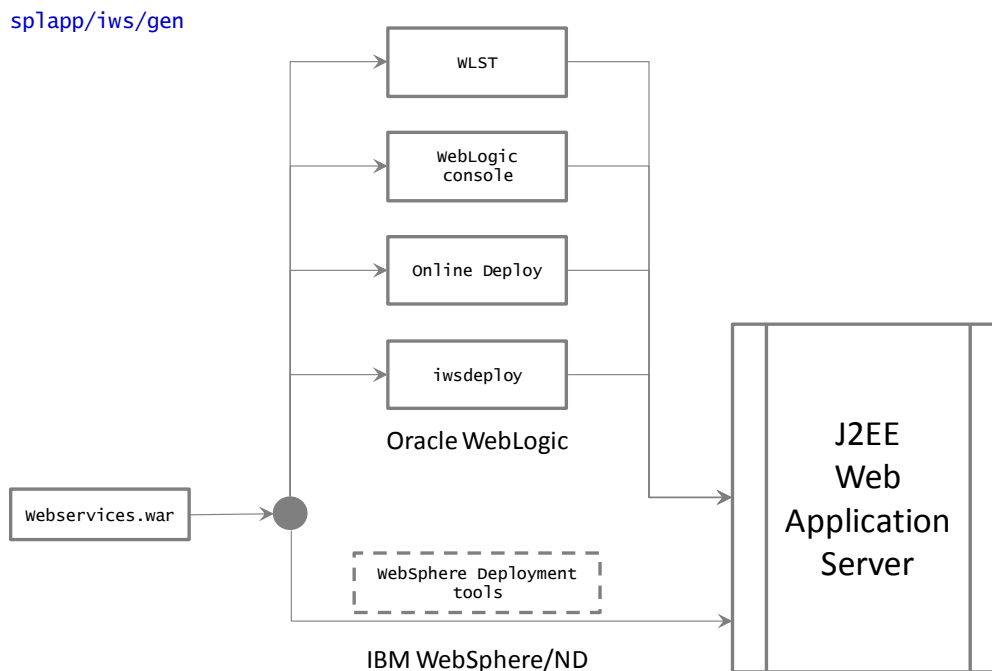 splapp/iws/gen
WLST
WebLogic
console
Online Deploy
iwsdeploy
Oracle WebLogic
Webservices.war
WebSphere Deployment
tools
IBM WebSphere/ND
J2EE
Web
Application
Server